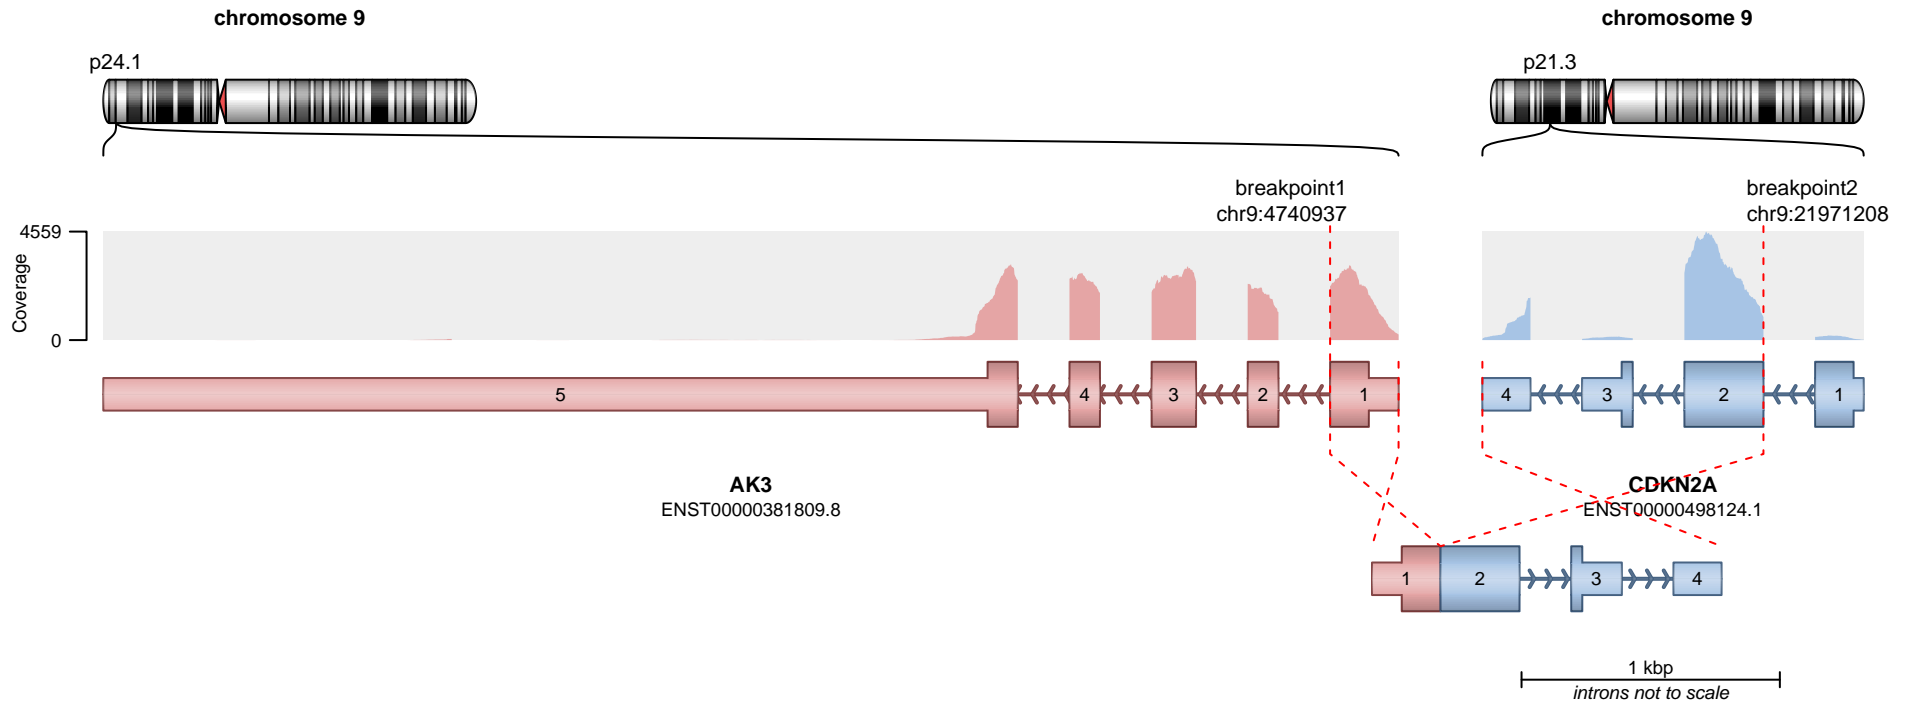 chromosome 9
chromosome 9
p24.1
p21.3
breakpoint1
chr9:4740937
breakpoint2
chr9:21971208
4559
Coverage
0
5
4
3
2
1
4
3
2
1
AK3
ENST00000381809.8
CDKN2A
ENST00000498124.1
1
2
3
4
1 kbp
introns not to scale